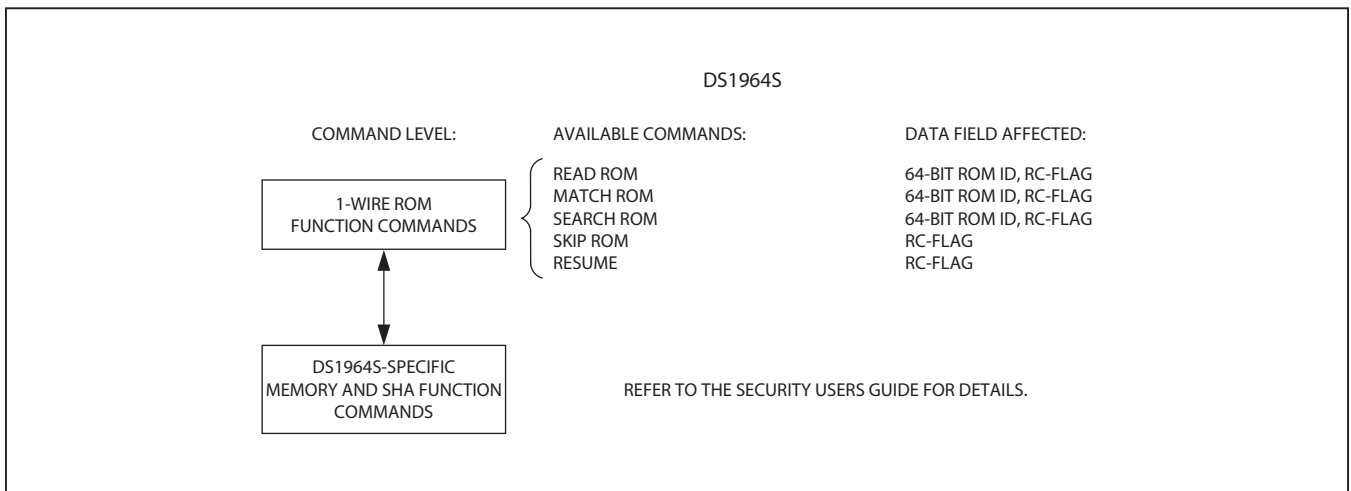 DS1964S
COMMAND LEVEL: AVAILABLE COMMANDS: DATA FIELD AFFECTED:
1-WIRE ROM
FUNCTION COMMANDS
READ ROM 64-BIT ROM ID, RC-FLAG
MATCH ROM 64-BIT ROM ID, RC-FLAG
SEARCH ROM 64-BIT ROM ID, RC-FLAG
SKIP ROM RC-FLAG
RESUME RC-FLAG
DS1964S-SPECIFIC
MEMORY AND SHA FUNCTION
COMMANDS
REFER TO THE SECURITY USERS GUIDE FOR DETAILS.